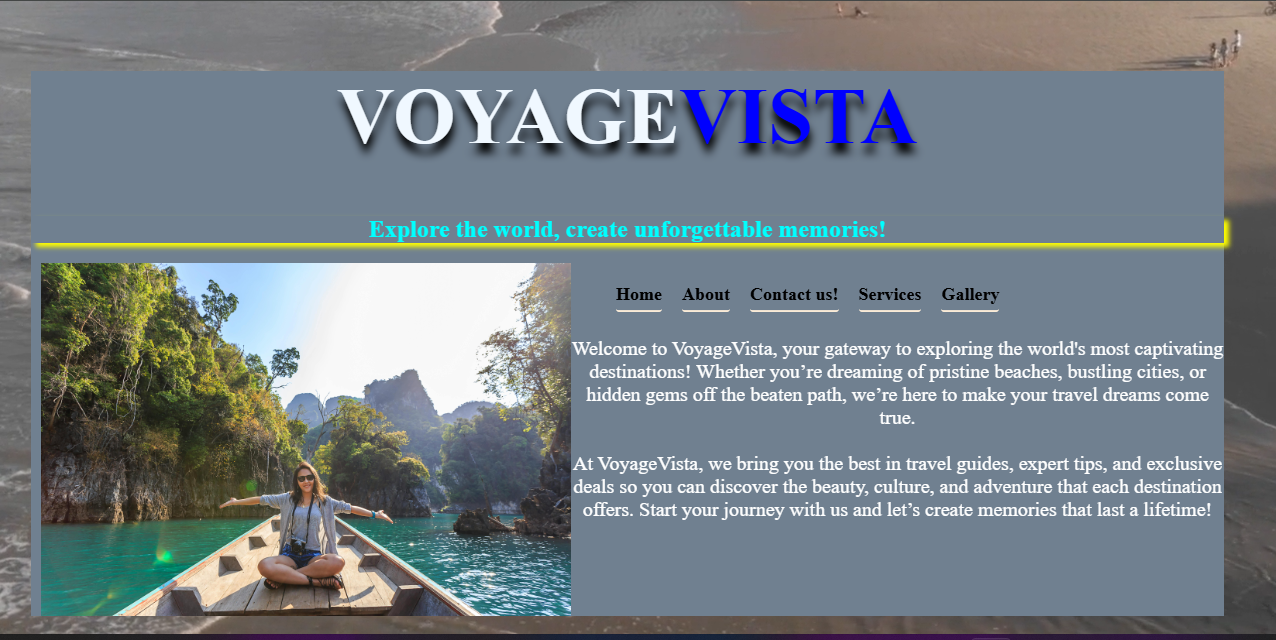 VOYAGEVISTA
Explore the world, create unforgettable memories!
Home About Contact us! Services Gallery
Welcome to VoyageVista, your gateway to exploring the world's most captivating
destinations! Whether you’re dreaming of pristine beaches, bustling cities, or
hidden gems off the beaten path, we’re here to make your travel dreams come
true.
At VoyageVista, we bring you the best in travel guides, expert tips, and exclusive
deals so you can discover the beauty, culture, and adventure that each destination
offers. Start your journey with us and let’s create memories that last a lifetime!